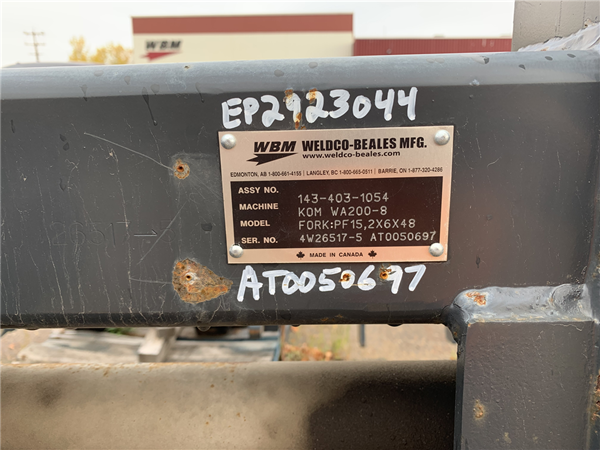 WBM
EP2923044
WBM WELDCO-BEALES MFG.
www.weldco-beales.com
EDMONTON, AB 1-800-661-4155 | LANGLEY, BC 1-800-665-0511 | BARRIE, ON 1-877-320-4286
ASSY NO. 143-403-1054
MACHINE KOM WA200-8
MODEL FORK:PF15,2X6X48
SER. NO. 4W26517-5 AT0050697
MADE IN CANADA
AT0050697